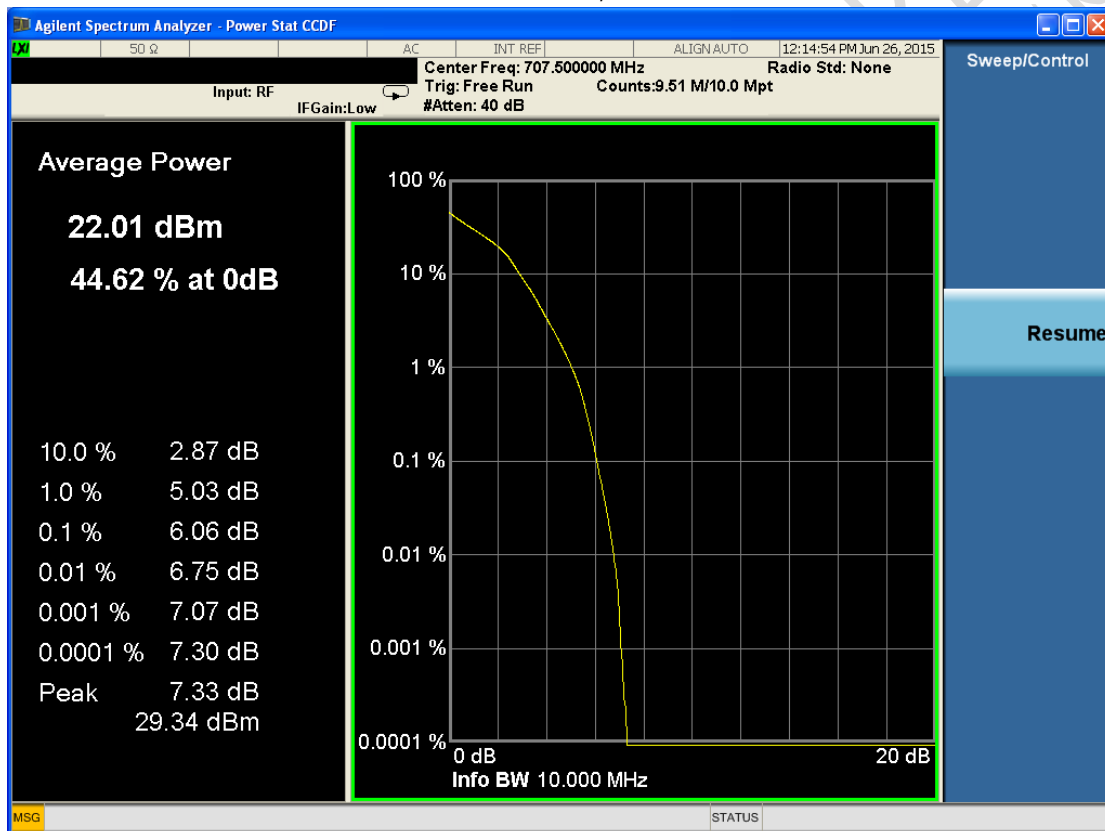 Agilent Spectrum Analyzer - Power Stat CCDF
LXI 50 Ω AC INT REF ALIGN AUTO 12:14:54 PM Jun 26, 2015
Sweep/Control
Center Freq: 707.500000 MHz Radio Std: None
Input: RF Trig: Free Run Counts:9.51 M/10.0 Mpt
IFGain:Low #Atten: 40 dB
Average Power
22.01 dBm
44.62 % at 0dB
10.0 % 2.87 dB
1.0 % 5.03 dB
0.1 % 6.06 dB
0.01 % 6.75 dB
0.001 % 7.07 dB
0.0001 % 7.30 dB
Peak 7.33 dB
29.34 dBm
100 %
10 %
1 %
0.1 %
0.01 %
0.001 %
0.0001 %
0 dB 20 dB
Info BW 10.000 MHz
Resume
MSG STATUS